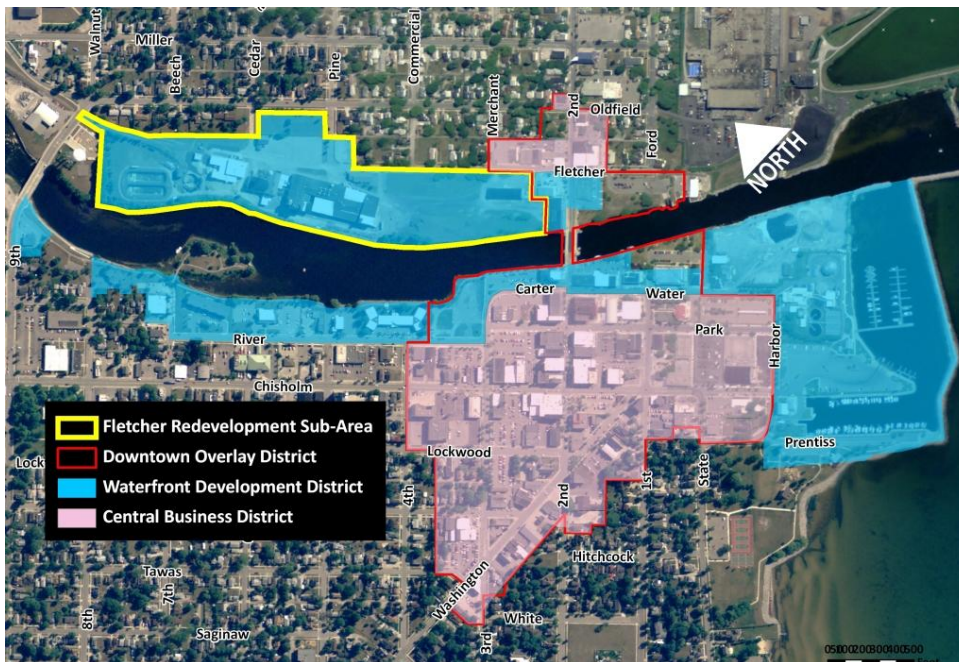 Walnut
Miller
Beech
Cedar
Pine
Commercial
Merchant
2nd
Oldfield
Ford
Fletcher
NORTH
9th
Carter
Water
River
Park
Harbor
Chisholm
Fletcher Redevelopment Sub-Area
Downtown Overlay District
Waterfront Development District
Central Business District
Lock
Lockwood
Prentiss
4th
2nd
1st
State
Hitchcock
Tawas
7th
Washington
8th
Saginaw
3rd
White